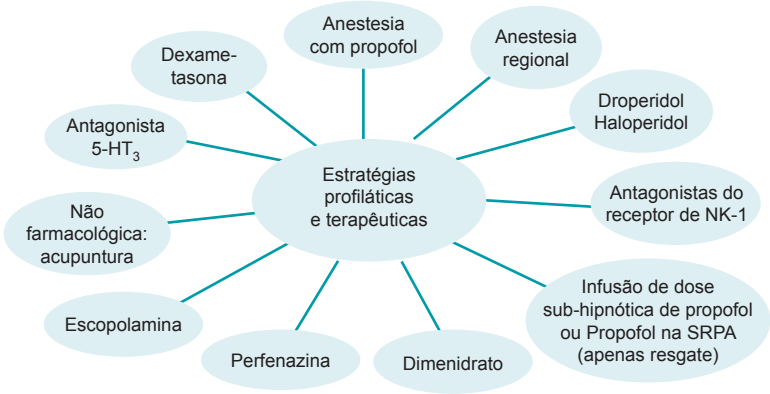 Anestesia
com propofol
Anestesia
regional
Droperidol
Haloperidol
Antagonistas do
receptor de NK-1
Infusão de dose
sub-hipnótica de propofol
ou Propofol na SRPA
(apenas resgate)
Dimenidrato
Perfenazina
Escopolamina
Não
farmacológica:
acupuntura
Antagonista
5-HT₃
Dexame-
tasona
Estratégias
profiláticas
e terapêuticas